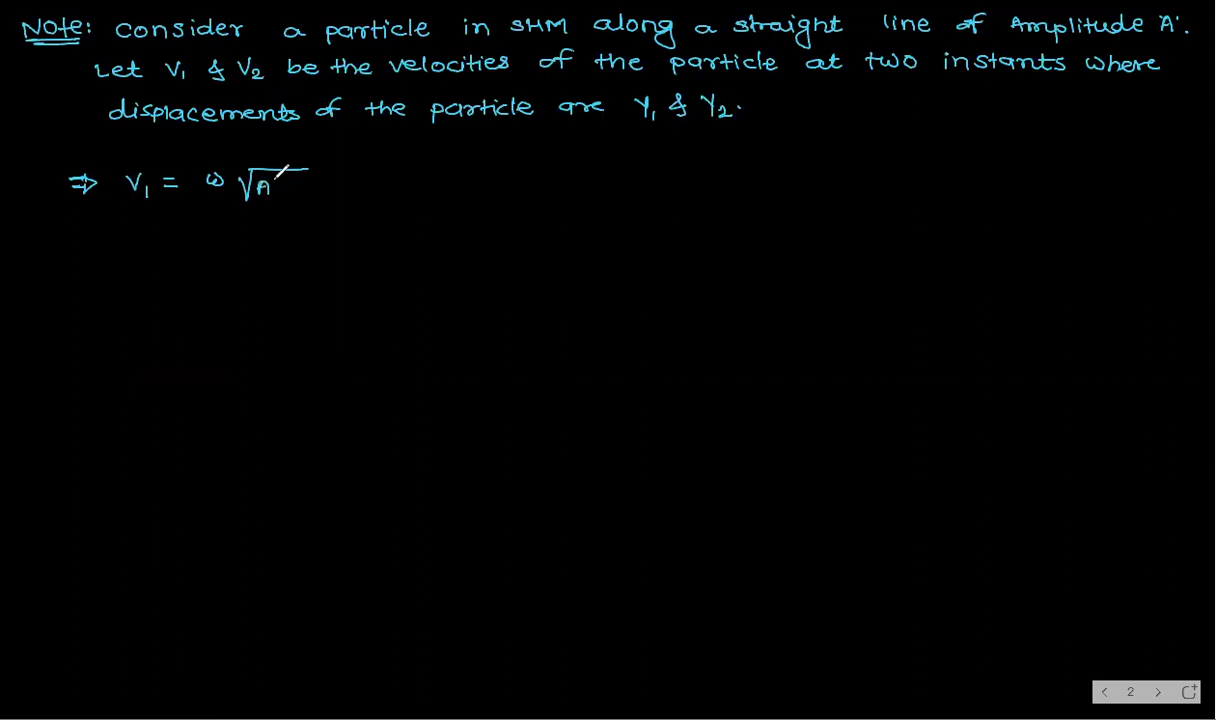 Note: Consider a particle in SHM along a straight line of Amplitude 'A'.
Let V₁ & V₂ be the velocities of the particle at two instants where
displacements of the particle are Y₁ & Y₂.
⇒ V₁ = ω √A
2